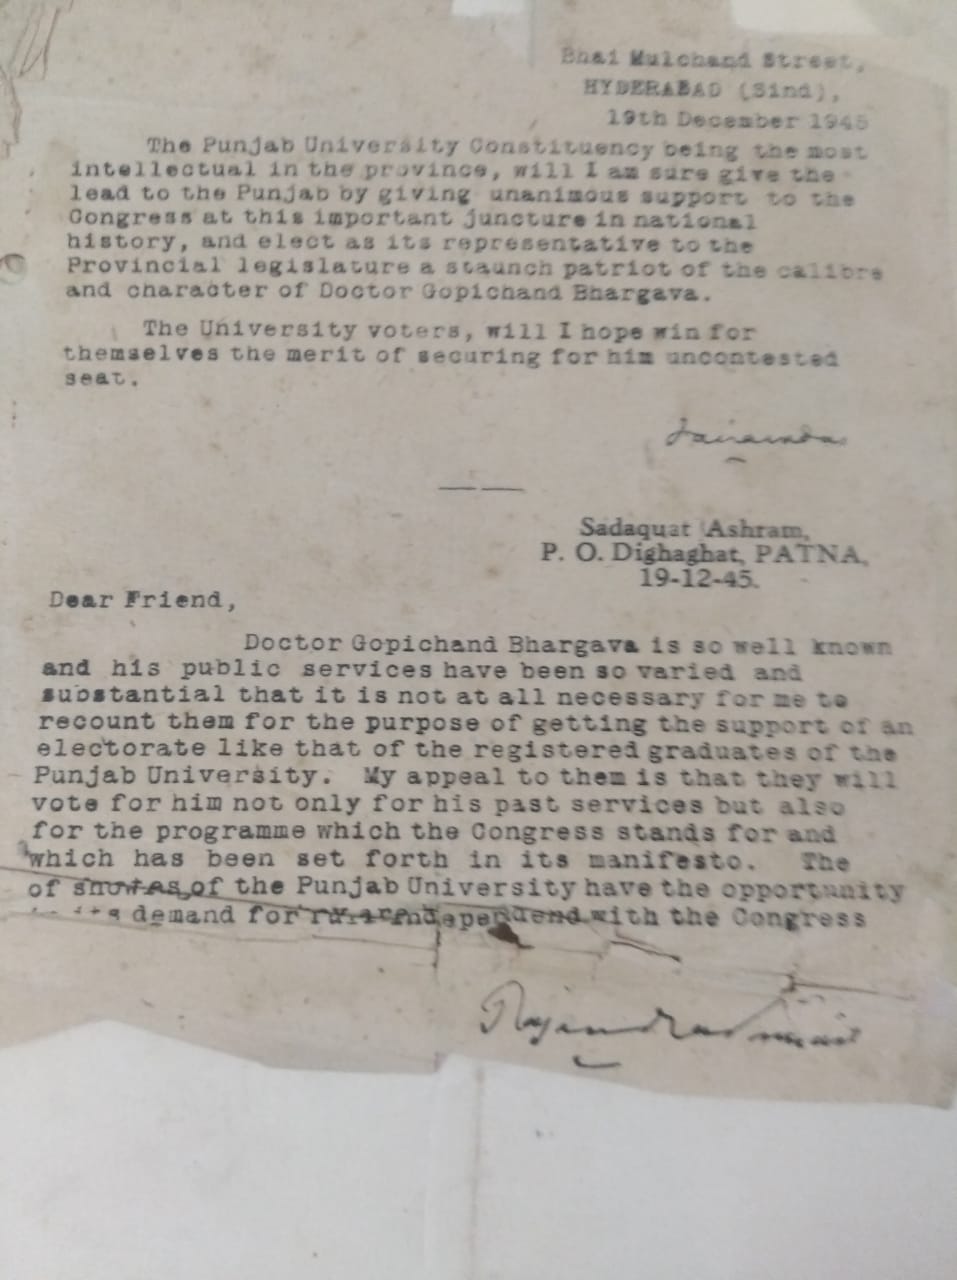 Bhai Mulchand Street,
HYDERABAD (Sind),
19th December 1945
The Punjab University Constituency being the most
intellectual in the province, will I am sure give the
lead to the Punjab by giving unanimous support to the
Congress at this important juncture in national
history, and elect as its representative to the
Provincial legislature a staunch patriot of the calibre
and character of Doctor Gopichand Bhargava.
The University voters, will I hope win for
themselves the merit of securing for him uncontested
seat.
Jairamdas
Sadaquat Ashram,
P. O. Dighaghat, PATNA.
19-12-45.
Dear Friend,
Doctor Gopichand Bhargava is so well known
and his public services have been so varied and
substantial that it is not at all necessary for me to
recount them for the purpose of getting the support of an
electorate like that of the registered graduates of the
Punjab University. My appeal to them is that they will
vote for him not only for his past services but also
for the programme which the Congress stands for and
which has been set forth in its manifesto. The
of the Punjab University have the opportunity
demand for with the Congress
Rajendra Prasad